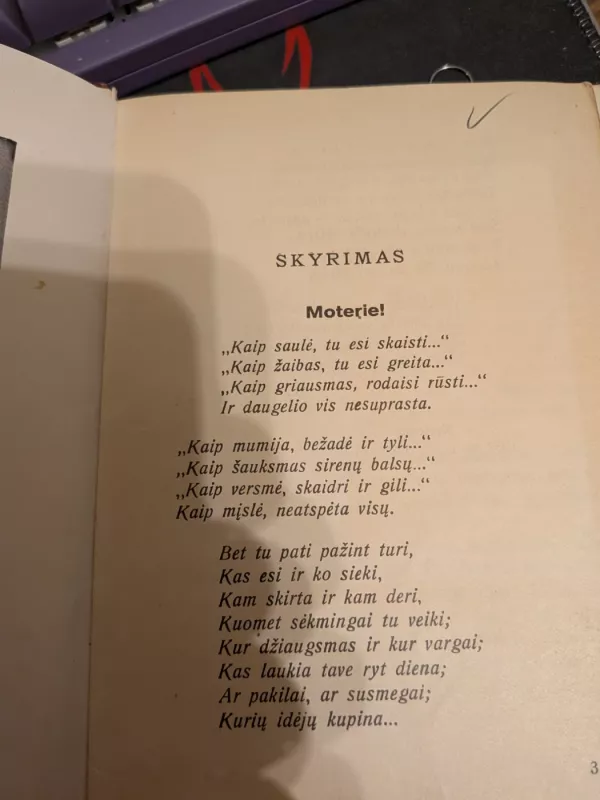 SKYRIMAS
Moterie!
„Kaip saulė, tu esi skaisti...“
„Kaip žaibas, tu esi greita...“
„Kaip griausmas, rodaisi rūsti...“
Ir daugelio vis nesuprasta.
„Kaip mumija, bežadė ir tyli...“
„Kaip šauksmas sirenų balsų...“
„Kaip versmė, skaidri ir gili...“
Kaip mįslė, neatspėta visų.
Bet tu pati pažint turi,
Kas esi ir ko sieki,
Kam skirta ir kam deri,
Kuomet sėkmingai tu veiki;
Kur džiaugsmas ir kur vargai;
Kas laukia tave ryt diena;
Ar pakilai, ar susmegai;
Kurių idėjų kupina...
3